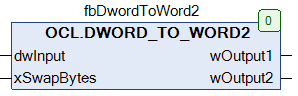 fbDwordToWord2
0
OCL.DWORD_TO_WORD2
dwInput wOutput1
xSwapBytes wOutput2